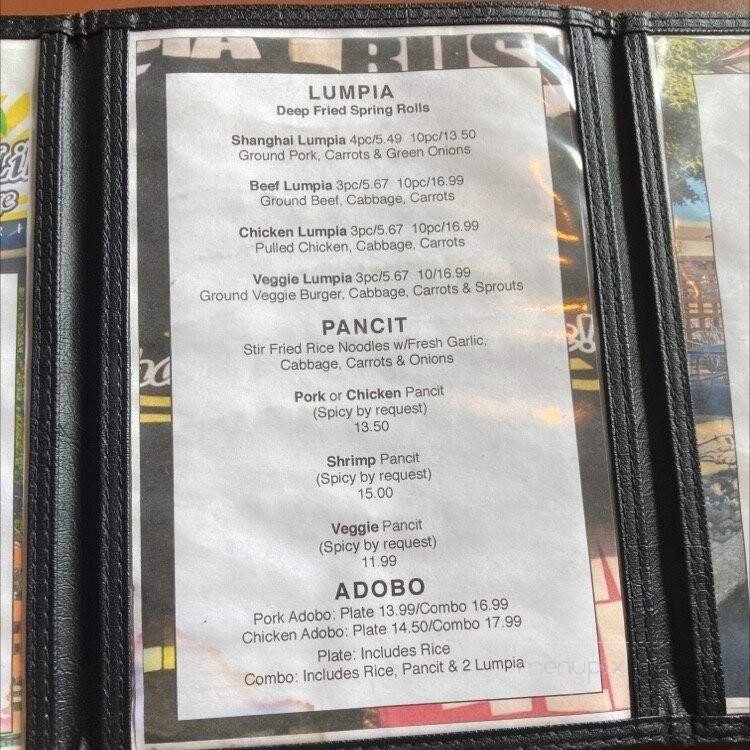 LUMPIA
Deep Fried Spring Rolls
Shanghai Lumpia 4pc/5.49 10pc/13.50
Ground Pork, Carrots & Green Onions
Beef Lumpia 3pc/5.67 10pc/16.99
Ground Beef, Cabbage, Carrots
Chicken Lumpia 3pc/5.67 10pc/16.99
Pulled Chicken, Cabbage, Carrots
Veggie Lumpia 3pc/5.67 10/16.99
Ground Veggie Burger, Cabbage, Carrots & Sprouts
PANCIT
Stir Fried Rice Noodles w/Fresh Garlic,
Cabbage, Carrots & Onions
Pork or Chicken Pancit
(Spicy by request)
13.50
Shrimp Pancit
(Spicy by request)
15.00
Veggie Pancit
(Spicy by request)
11.99
ADOBO
Pork Adobo: Plate 13.99/Combo 16.99
Chicken Adobo: Plate 14.50/Combo 17.99
Plate: Includes Rice
Combo: Includes Rice, Pancit & 2 Lumpia